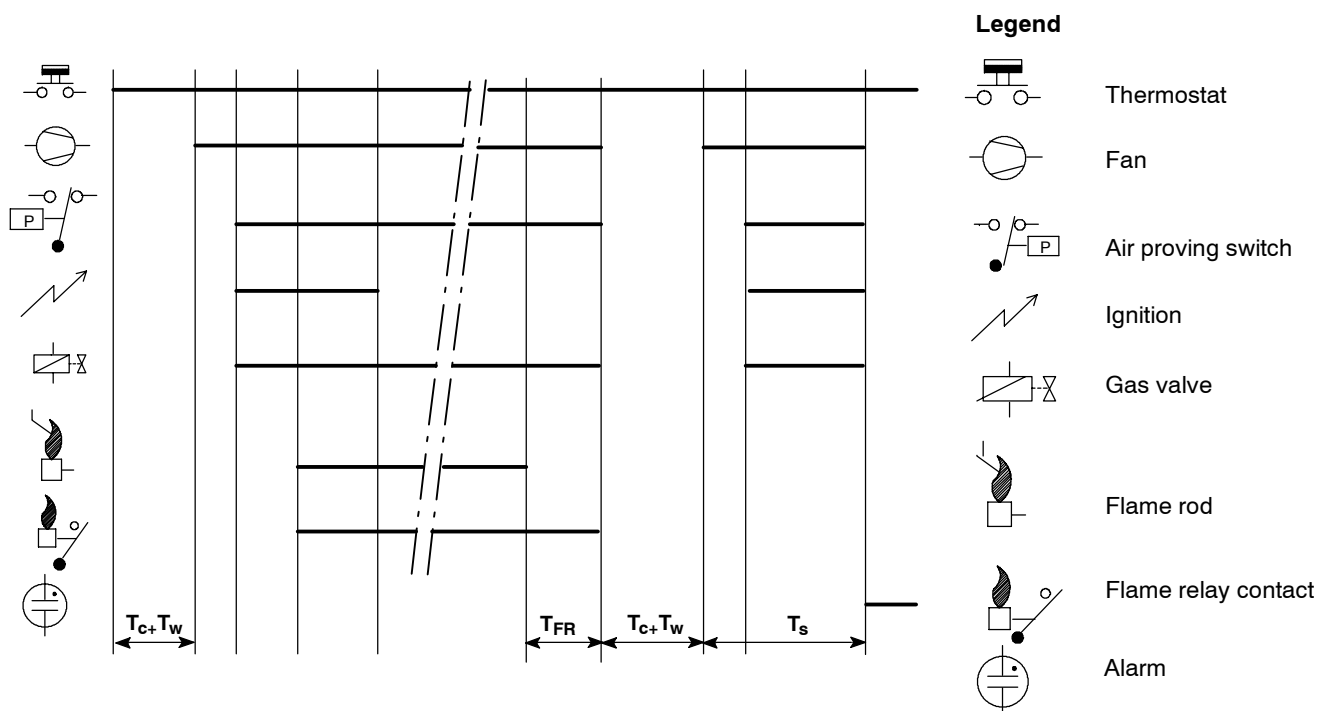 Legend
Thermostat
Fan
P
P
Air proving switch
Ignition
Gas valve
Flame rod
Flame relay contact
Tc+Tw
TFR
Tc+Tw
Ts
Alarm